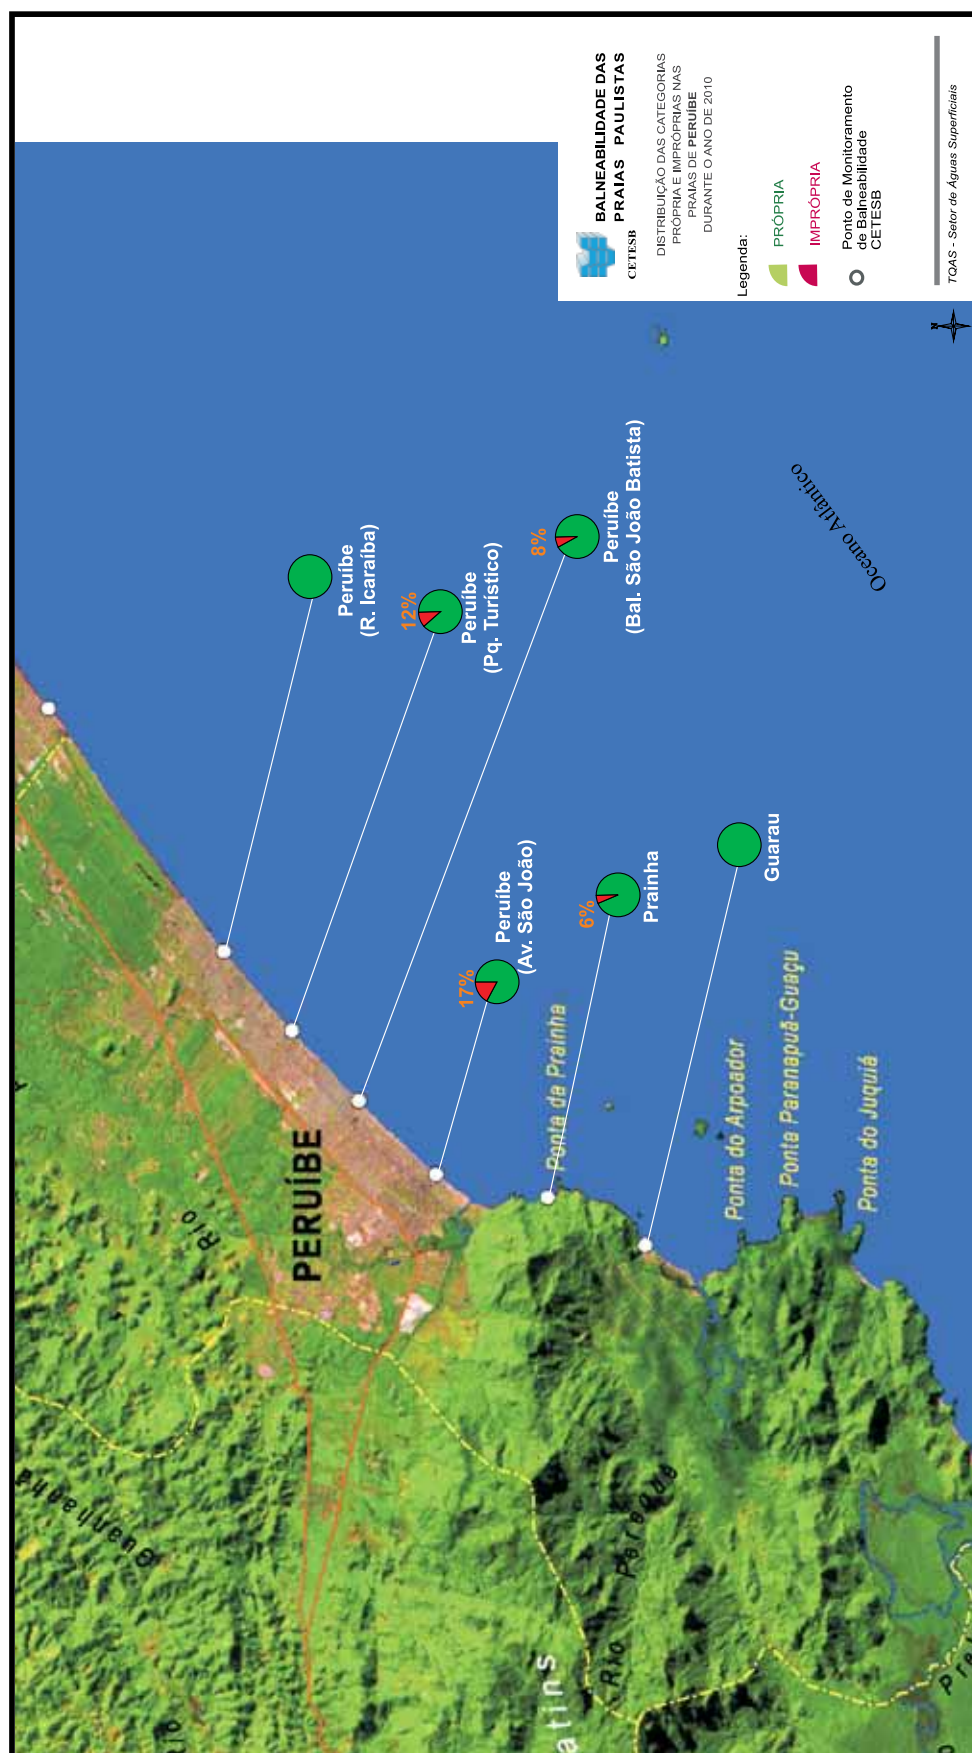 BALNEABILIDADE DAS
PRAIAS PAULISTAS
CETESB
DISTRIBUIÇÃO DAS CATEGORIAS
PRÓPRIA E IMPRÓPRIAS NAS
PRAIAS DE PERUÍBE
DURANTE O ANO DE 2010
Legenda:
PRÓPRIA
IMPRÓPRIA
Ponto de Monitoramento
de Balneabilidade
CETESB
TQAS - Setor de Águas Superficiais
N
Peruíbe
(R. Icaraíba)
12%
Peruíbe
(Pq. Turístico)
8%
Peruíbe
(Bal. São João Batista)
17%
Peruíbe
(Av. São João)
6%
Prainha
Guarau
Oceano Atlântico
PERUÍBE
Rio
Guanhanhã
Ponta da Prainha
Ponta do Arpoador
Ponta Paranapuã-Guaçu
Ponta do Juquiá
Rio
atins